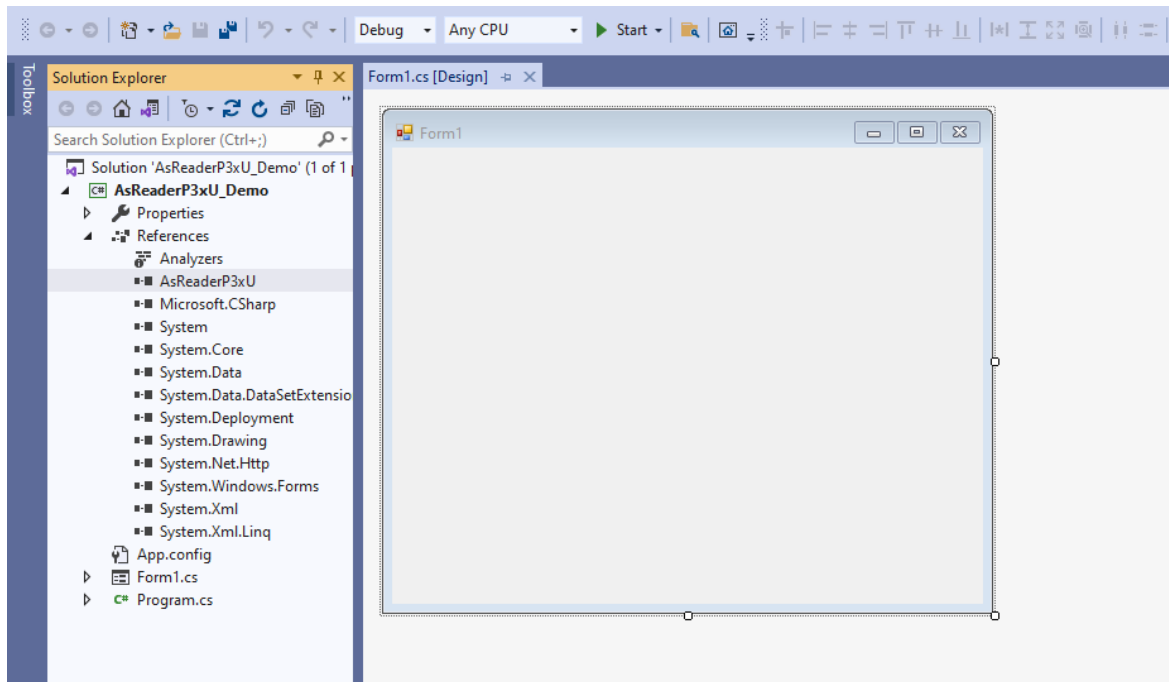 Debug Any CPU Start
Toolbox
Solution Explorer
Form1.cs [Design]
Search Solution Explorer (Ctrl+;)
Form1
Solution 'AsReaderP3xU_Demo' (1 of 1
C# AsReaderP3xU_Demo
Properties
References
Analyzers
AsReaderP3xU
Microsoft.CSharp
System
System.Core
System.Data
System.Data.DataSetExtensio
System.Deployment
System.Drawing
System.Net.Http
System.Windows.Forms
System.Xml
System.Xml.Linq
App.config
Form1.cs
C# Program.cs